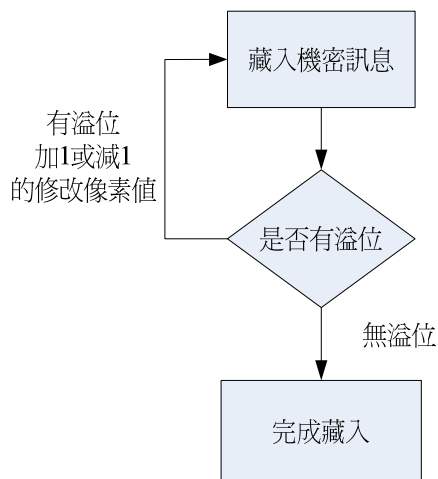 藏入機密訊息
有溢位
加1或減1
的修改像素值
是否有溢位
無溢位
完成藏入